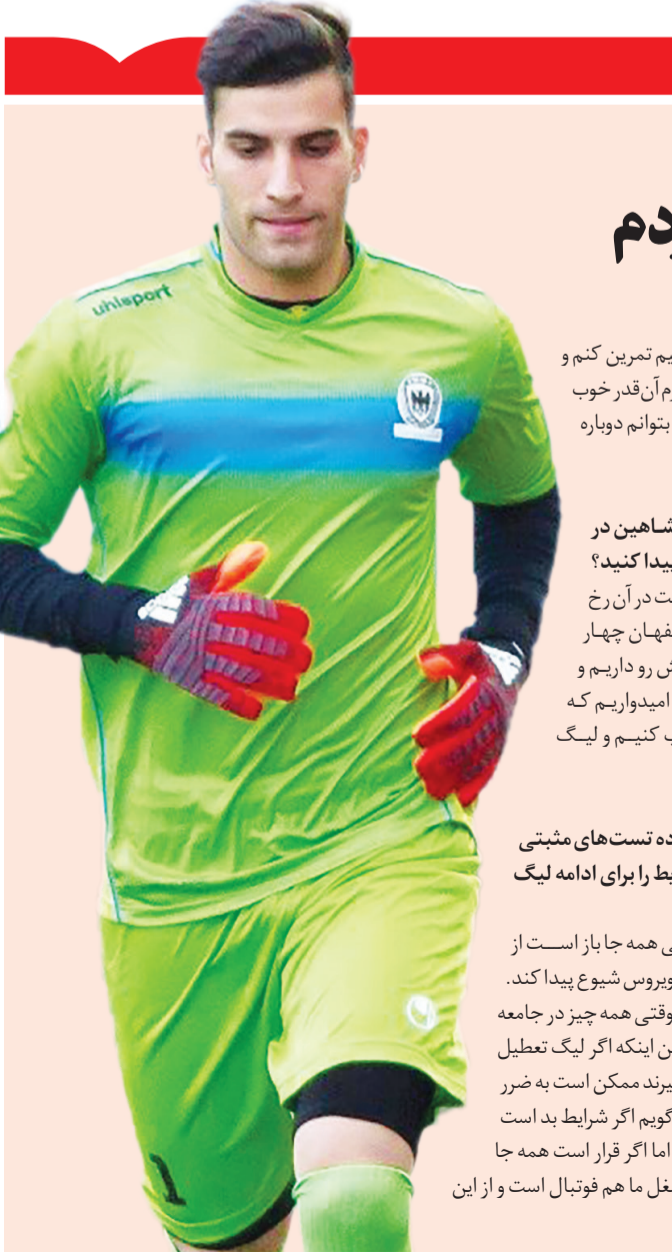 یم تمرین کنم و
آن‌قدر خوب
بتوانم دوباره
شاهین در
پیدا کنید؟
ت در آن رخ
فهان چهار
ش رو داریم و
امیدواریم که
ب کنیم و لیگ
ده تست‌های مثبتی
بط را برای ادامه لیگ
ی همه جا باز است از
ویروس شیوع پیدا کند.
وقتی همه چیز در جامعه
ن اینکه اگر لیگ تعطیل
یرند ممکن است به ضرر
گویم اگر شرایط بد است
اما اگر قرار است همه جا
غل ما هم فوتبال است و از این
uhlsport
1